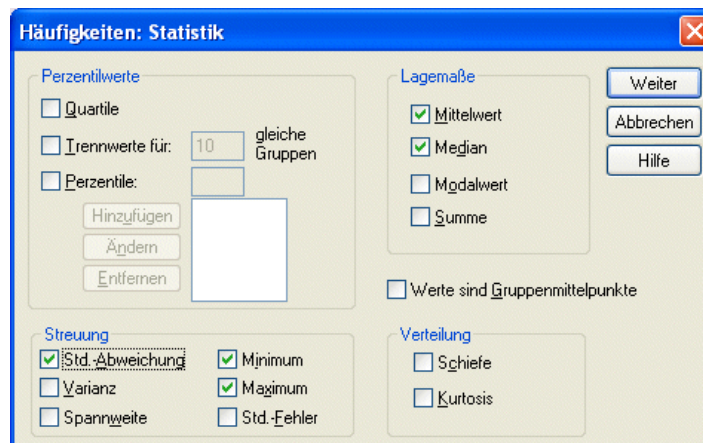 Häufigkeiten: Statistik
Perzentilwerte
Quartile
Trennwerte für: 10 gleiche Gruppen
Perzentile:
Hinzufügen
Ändern
Entfernen
Lagemaße
Mittelwert
Median
Modalwert
Summe
Weiter
Abbrechen
Hilfe
Werte sind Gruppenmittelpunkte
Streuung
Std.-Abweichung
Minimum
Varianz
Maximum
Spannweite
Std.-Fehler
Verteilung
Schiefe
Kurtosis